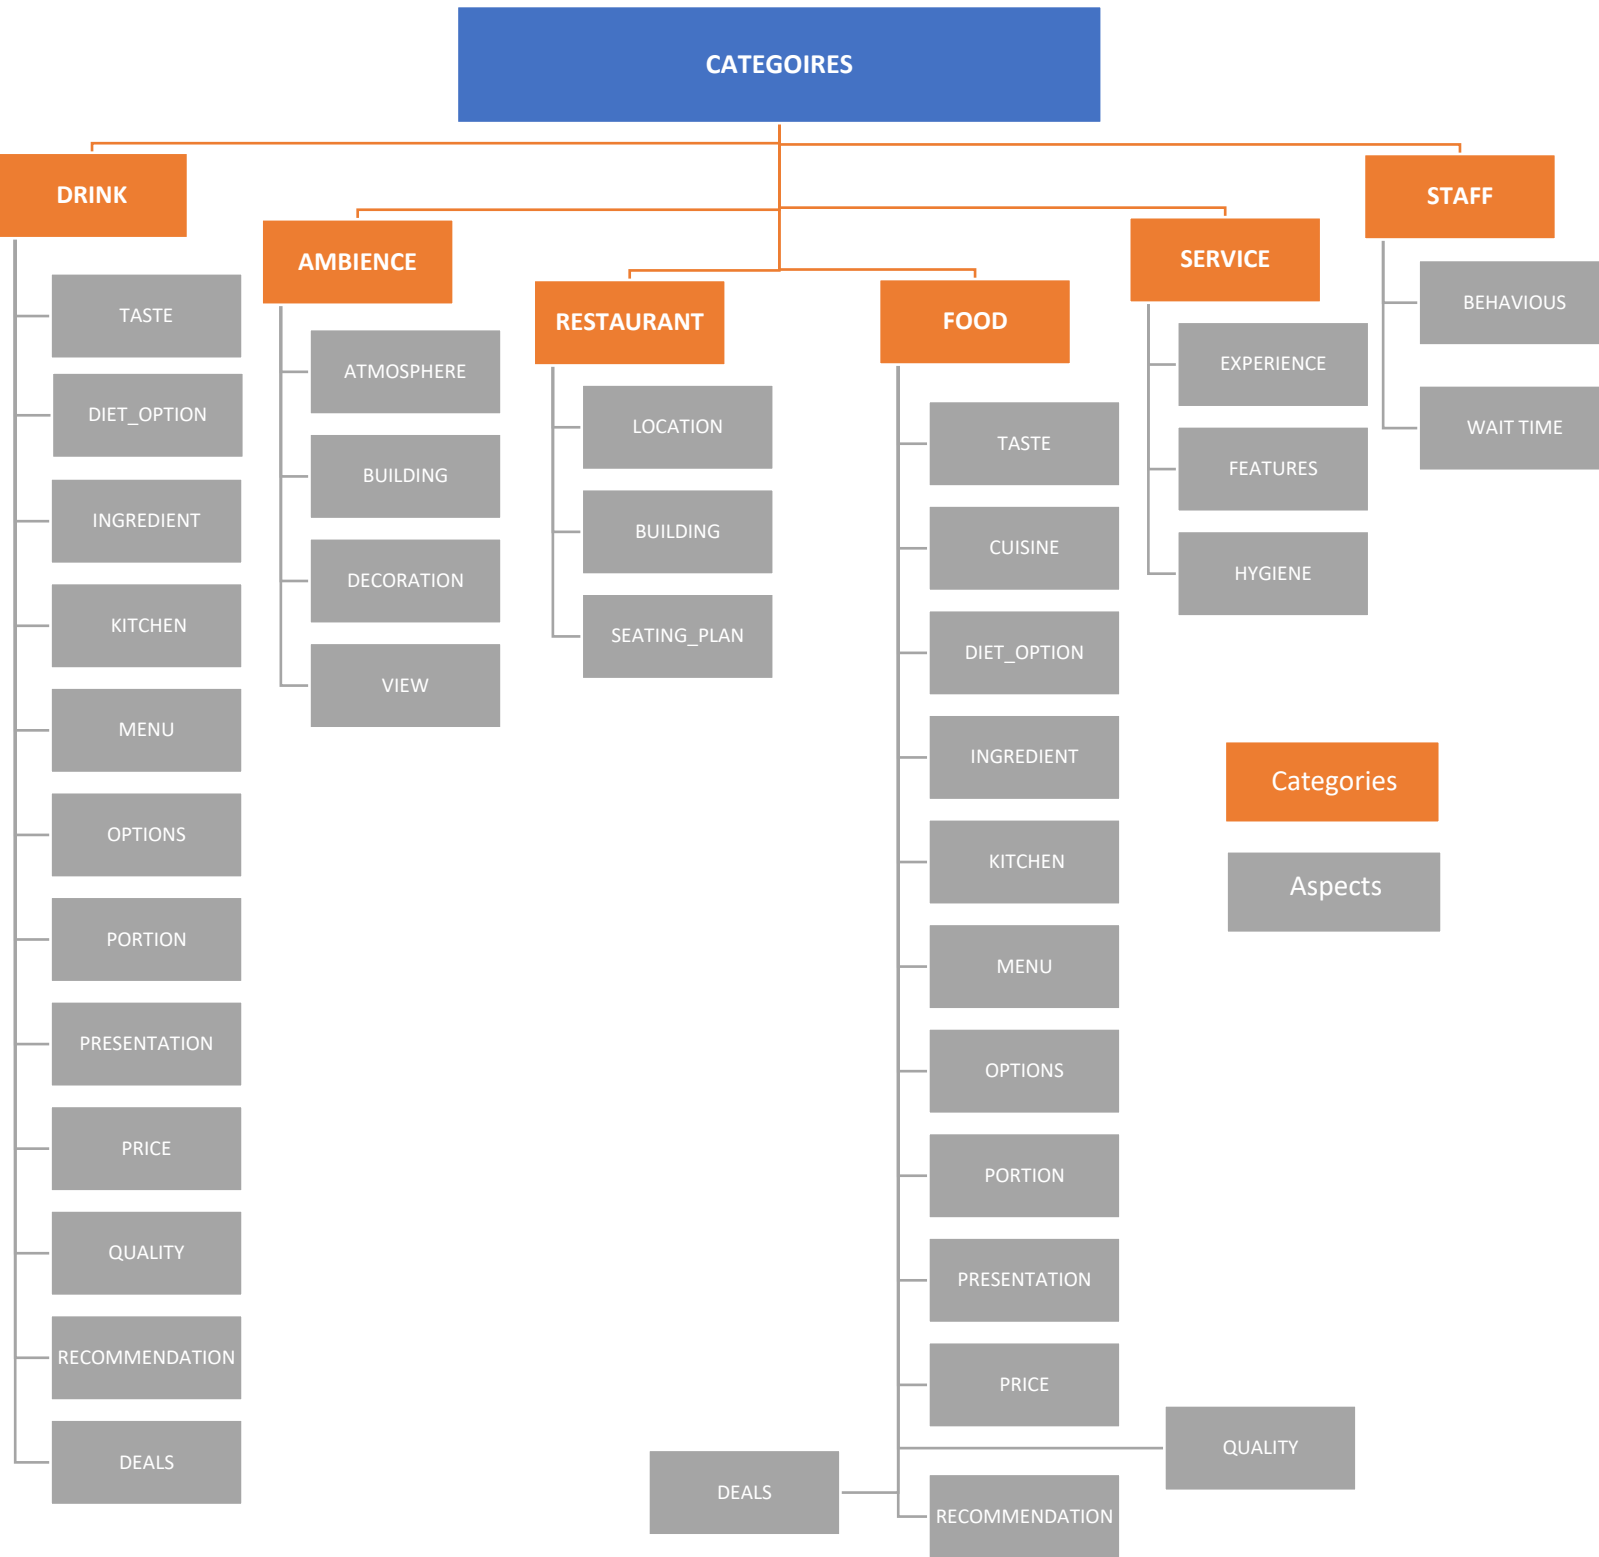 CATEGOIRES
DRINK
TASTE
DIET_OPTION
INGREDIENT
KITCHEN
MENU
OPTIONS
PORTION
PRESENTATION
PRICE
QUALITY
RECOMMENDATION
DEALS
AMBIENCE
ATMOSPHERE
BUILDING
DECORATION
VIEW
RESTAURANT
LOCATION
BUILDING
SEATING_PLAN
FOOD
TASTE
CUISINE
DIET_OPTION
INGREDIENT
KITCHEN
MENU
OPTIONS
PORTION
PRESENTATION
PRICE
QUALITY
DEALS
RECOMMENDATION
SERVICE
EXPERIENCE
FEATURES
HYGIENE
STAFF
BEHAVIOUS
WAIT TIME
Categories
Aspects